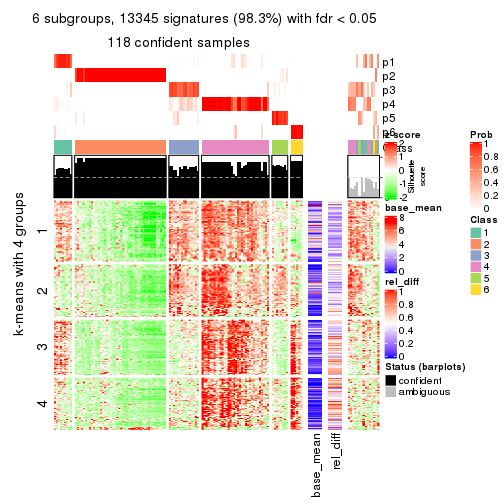 6 subgroups, 13345 signatures (98.3%) with fdr < 0.05
118 confident samples
p1
p2
p3
p4
p5
p6
Class
z-score
2
1
0
-1
-2
Silhouette
score
Prob
1
0.8
0.6
0.4
0.2
0
base_mean
8
6
4
2
0
Class
1
2
3
4
5
6
rel_diff
1
0.8
0.6
0.4
0.2
0
Status (barplots)
confident
ambiguous
k-means with 4 groups
1
2
3
4
base_mean
rel_diff